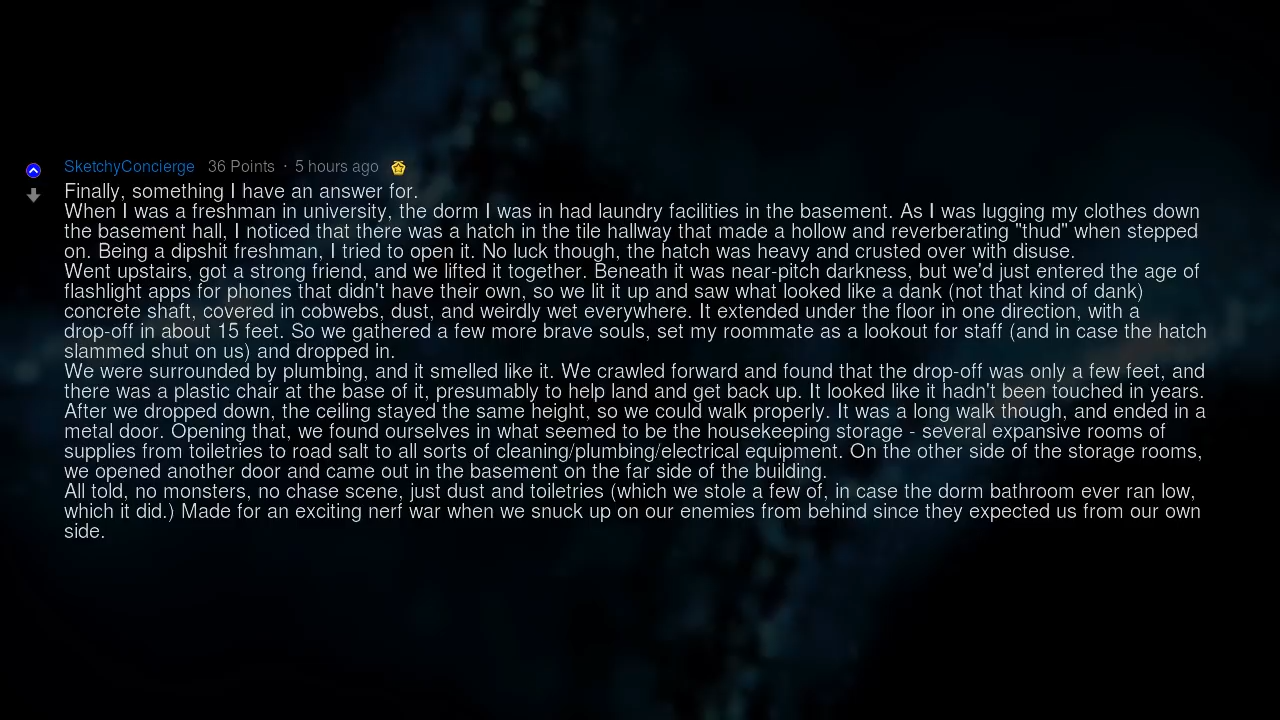 SketchyConcierge 36 Points · 5 hours ago
Finally, something I have an answer for.
When I was a freshman in university, the dorm I was in had laundry facilities in the basement. As I was lugging my clothes down
the basement hall, I noticed that there was a hatch in the tile hallway that made a hollow and reverberating "thud" when stepped
on. Being a dipshit freshman, I tried to open it. No luck though, the hatch was heavy and crusted over with disuse.
Went upstairs, got a strong friend, and we lifted it together. Beneath it was near-pitch darkness, but we'd just entered the age of
flashlight apps for phones that didn't have their own, so we lit it up and saw what looked like a dank (not that kind of dank)
concrete shaft, covered in cobwebs, dust, and weirdly wet everywhere. It extended under the floor in one direction, with a
drop-off in about 15 feet. So we gathered a few more brave souls, set my roommate as a lookout for staff (and in case the hatch
slammed shut on us) and dropped in.
We were surrounded by plumbing, and it smelled like it. We crawled forward and found that the drop-off was only a few feet, and
there was a plastic chair at the base of it, presumably to help land and get back up. It looked like it hadn't been touched in years.
After we dropped down, the ceiling stayed the same height, so we could walk properly. It was a long walk though, and ended in a
metal door. Opening that, we found ourselves in what seemed to be the housekeeping storage - several expansive rooms of
supplies from toiletries to road salt to all sorts of cleaning/plumbing/electrical equipment. On the other side of the storage rooms,
we opened another door and came out in the basement on the far side of the building.
All told, no monsters, no chase scene, just dust and toiletries (which we stole a few of, in case the dorm bathroom ever ran low,
which it did.) Made for an exciting nerf war when we snuck up on our enemies from behind since they expected us from our own
side.